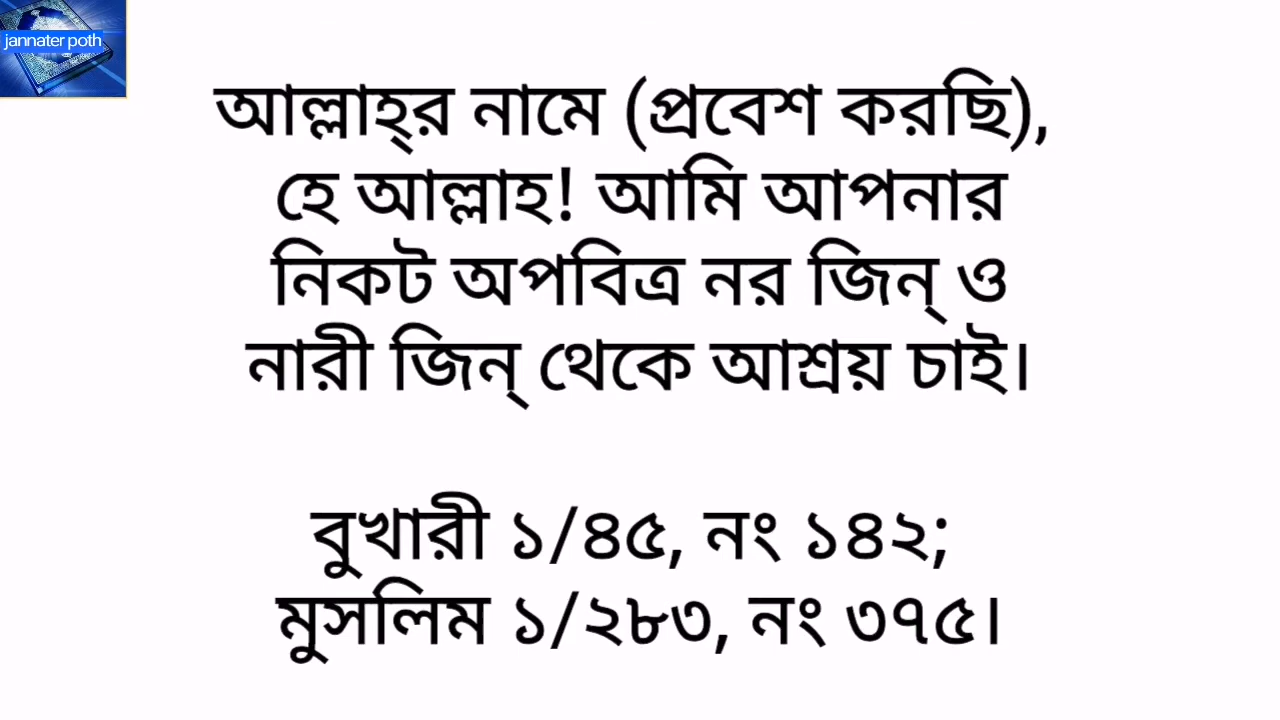 jannater poth
আল্লাহ্‌র নামে (প্রবেশ করছি),
হে আল্লাহ! আমি আপনার
নিকট অপবিত্র নর জিন্ ও
নারী জিন্ থেকে আশ্রয় চাই।
বুখারী ১/৪৫, নং ১৪২;
মুসলিম ১/২৮৩, নং ৩৭৫।